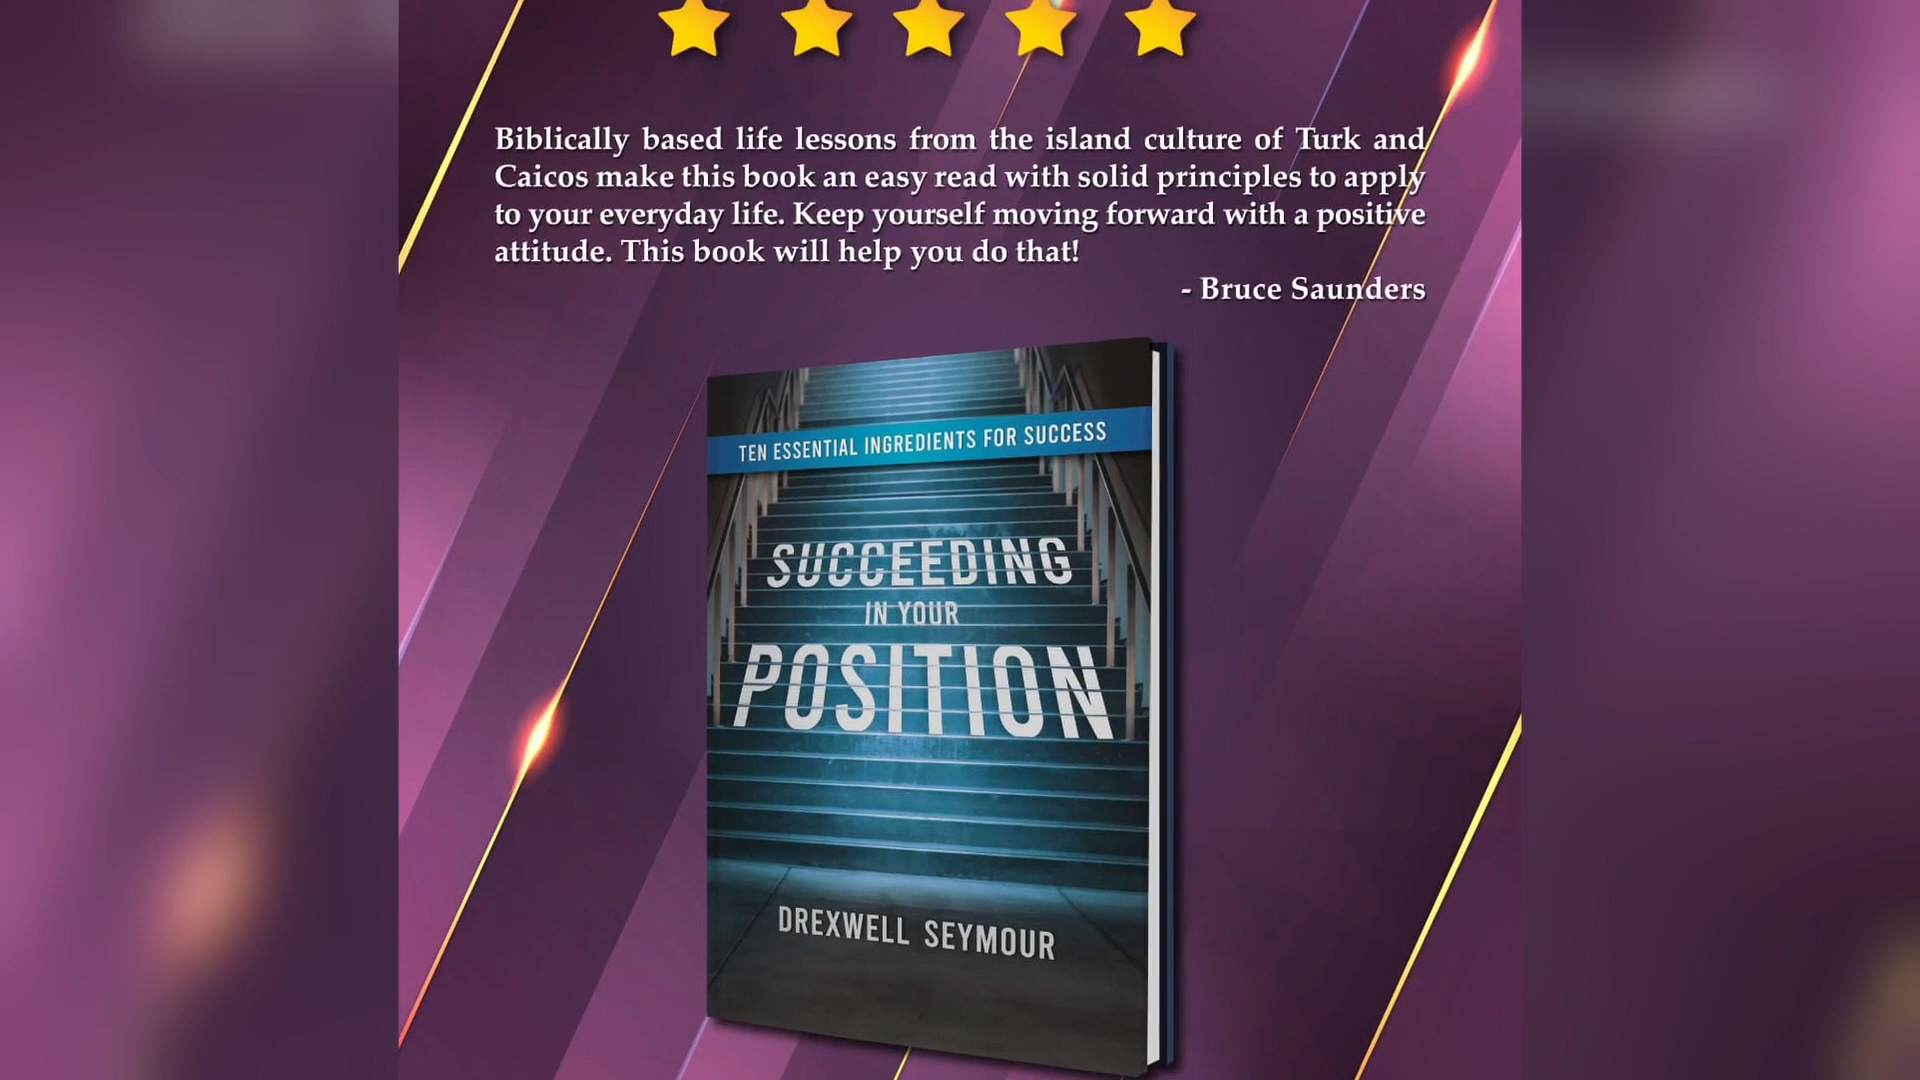 Biblically based life lessons from the island culture of Turk and
Caicos make this book an easy read with solid principles to apply
to your everyday life. Keep yourself moving forward with a positive
attitude. This book will help you do that!
- Bruce Saunders
TEN ESSENTIAL INGREDIENTS FOR SUCCESS
SUCCEEDING
IN YOUR
POSITION
DREXWELL SEYMOUR